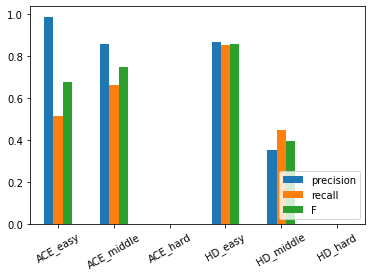 1.0
0.8
0.6
0.4
0.2
0.0
precision
recall
F
ACE_easy
ACE_middle
ACE_hard
HD_easy
HD_middle
HD_hard